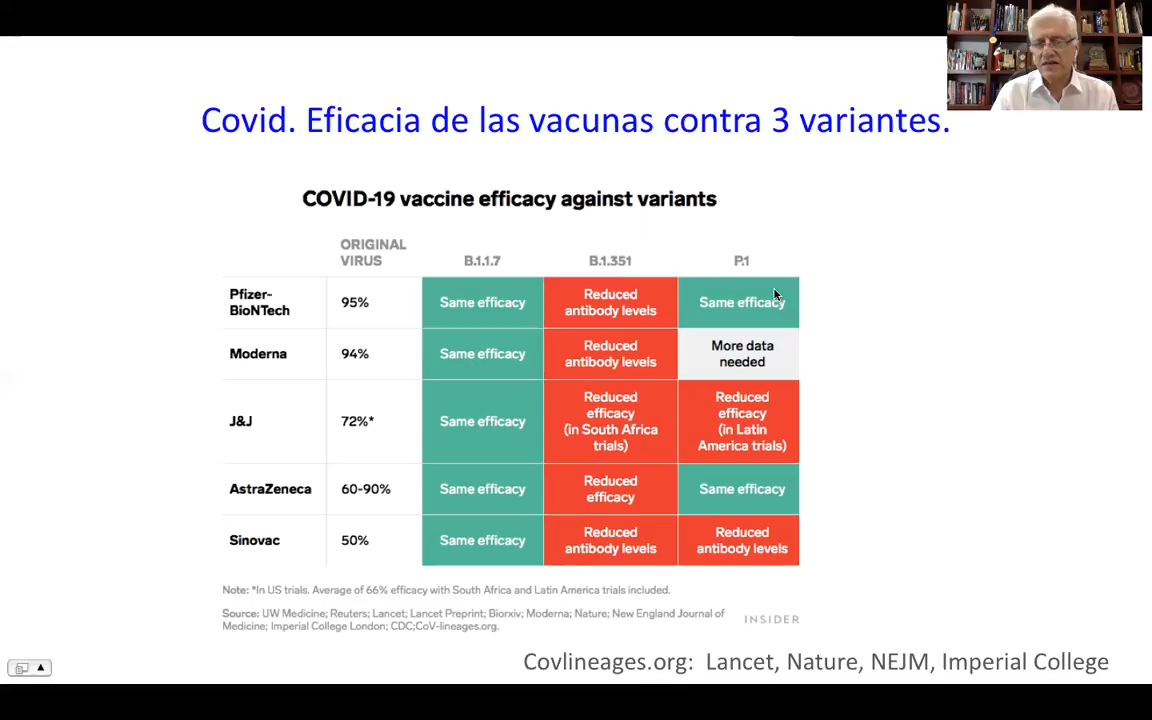 Covid. Eficacia de las vacunas contra 3 variantes.
COVID-19 vaccine efficacy against variants
ORIGINAL
VIRUS
B.1.1.7
B.1.351
P.1
Pfizer-
BioNTech
95%
Same efficacy
Reduced
antibody levels
Same efficacy
Moderna
94%
Same efficacy
Reduced
antibody levels
More data
needed
J&J
72%*
Same efficacy
Reduced
efficacy
(in South Africa
trials)
Reduced
efficacy
(in Latin
America trials)
AstraZeneca
60-90%
Same efficacy
Reduced
efficacy
Same efficacy
Sinovac
50%
Same efficacy
Reduced
antibody levels
Reduced
antibody levels
Note: *In US trials. Average of 66% efficacy with South Africa and Latin America trials included.
Source: UW Medicine; Reuters; Lancet; Lancet Preprint; Biorxiv; Moderna; Nature; New England Journal of
Medicine; Imperial College London; CDC;CoV-lineages.org.
INSIDER
Covlineages.org: Lancet, Nature, NEJM, Imperial College